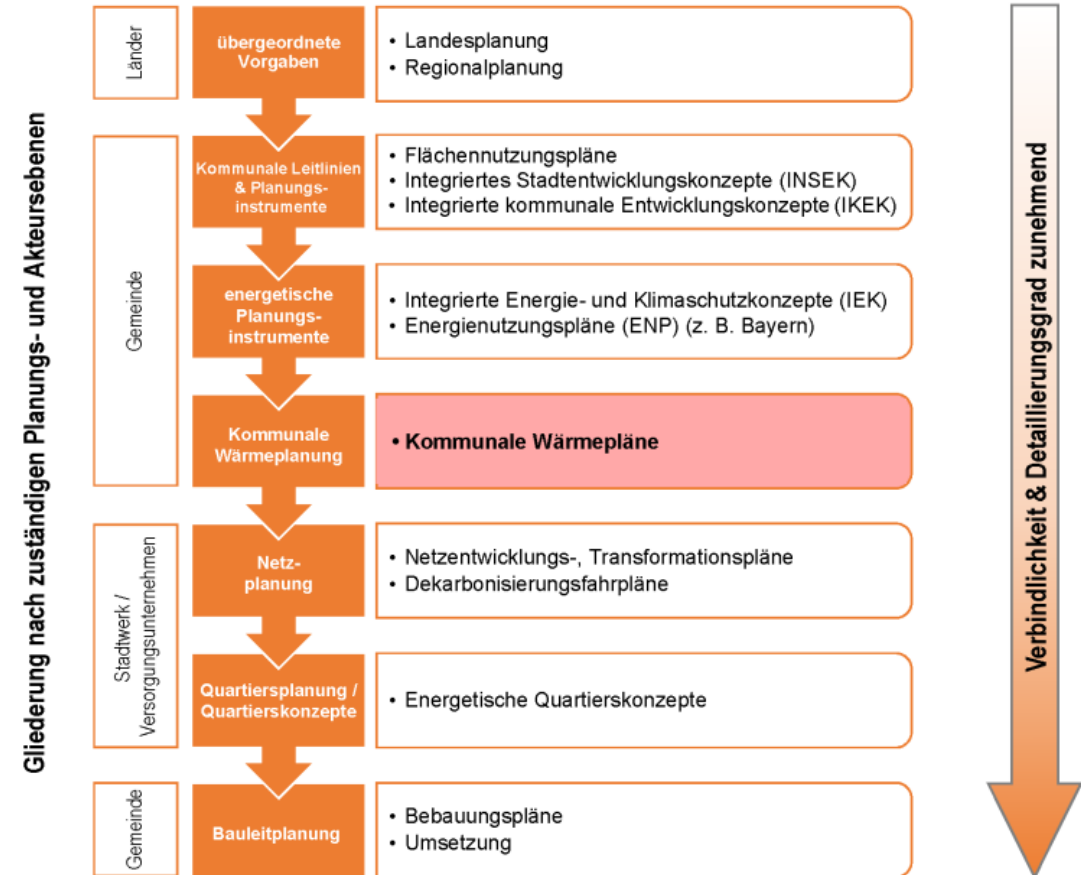 Gliederung nach zuständigen Planungs- und Akteursebenen
Länder
übergeordnete
Vorgaben
• Landesplanung
• Regionalplanung
Gemeinde
Kommunale Leitlinien
& Planungs-
instrumente
• Flächennutzungspläne
• Integriertes Stadtentwicklungskonzepte (INSEK)
• Integrierte kommunale Entwicklungskonzepte (IKEK)
energetische
Planungs-
instrumente
• Integrierte Energie- und Klimaschutzkonzepte (IEK)
• Energienutzungspläne (ENP) (z. B. Bayern)
Kommunale
Wärmeplanung
• Kommunale Wärmepläne
Stadtwerk /
Versorgungsunternehmen
Netz-
planung
• Netzentwicklungs-, Transformationspläne
• Dekarbonisierungsfahrpläne
Quartiersplanung /
Quartierskonzepte
• Energetische Quartierskonzepte
Gemeinde
Bauleitplanung
• Bebauungspläne
• Umsetzung
Verbindlichkeit & Detaillierungsgrad zunehmend